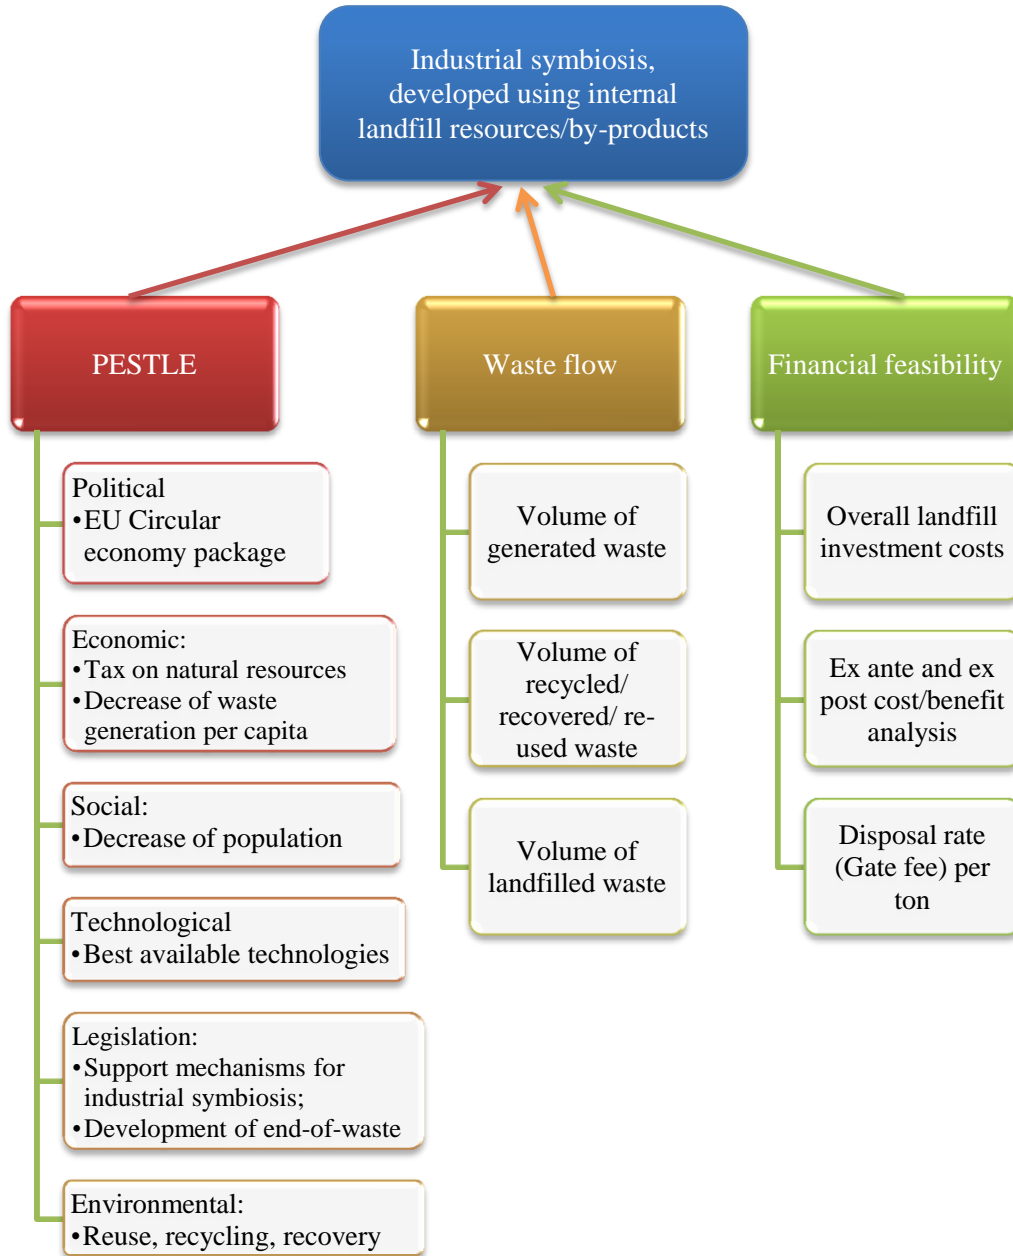 Industrial symbiosis,
developed using internal
landfill resources/by-products
PESTLE
Political
•EU Circular
economy package
Economic:
•Tax on natural resources
•Decrease of waste
generation per capita
Social:
•Decrease of population
Technological
•Best available technologies
Legislation:
•Support mechanisms for
industrial symbiosis;
•Development of end-of-waste
Environmental:
•Reuse, recycling, recovery
Waste flow
Volume of
generated waste
Volume of
recycled/
recovered/ re-
used waste
Volume of
landfilled waste
Financial feasibility
Overall landfill
investment costs
Ex ante and ex
post cost/benefit
analysis
Disposal rate
(Gate fee) per
ton